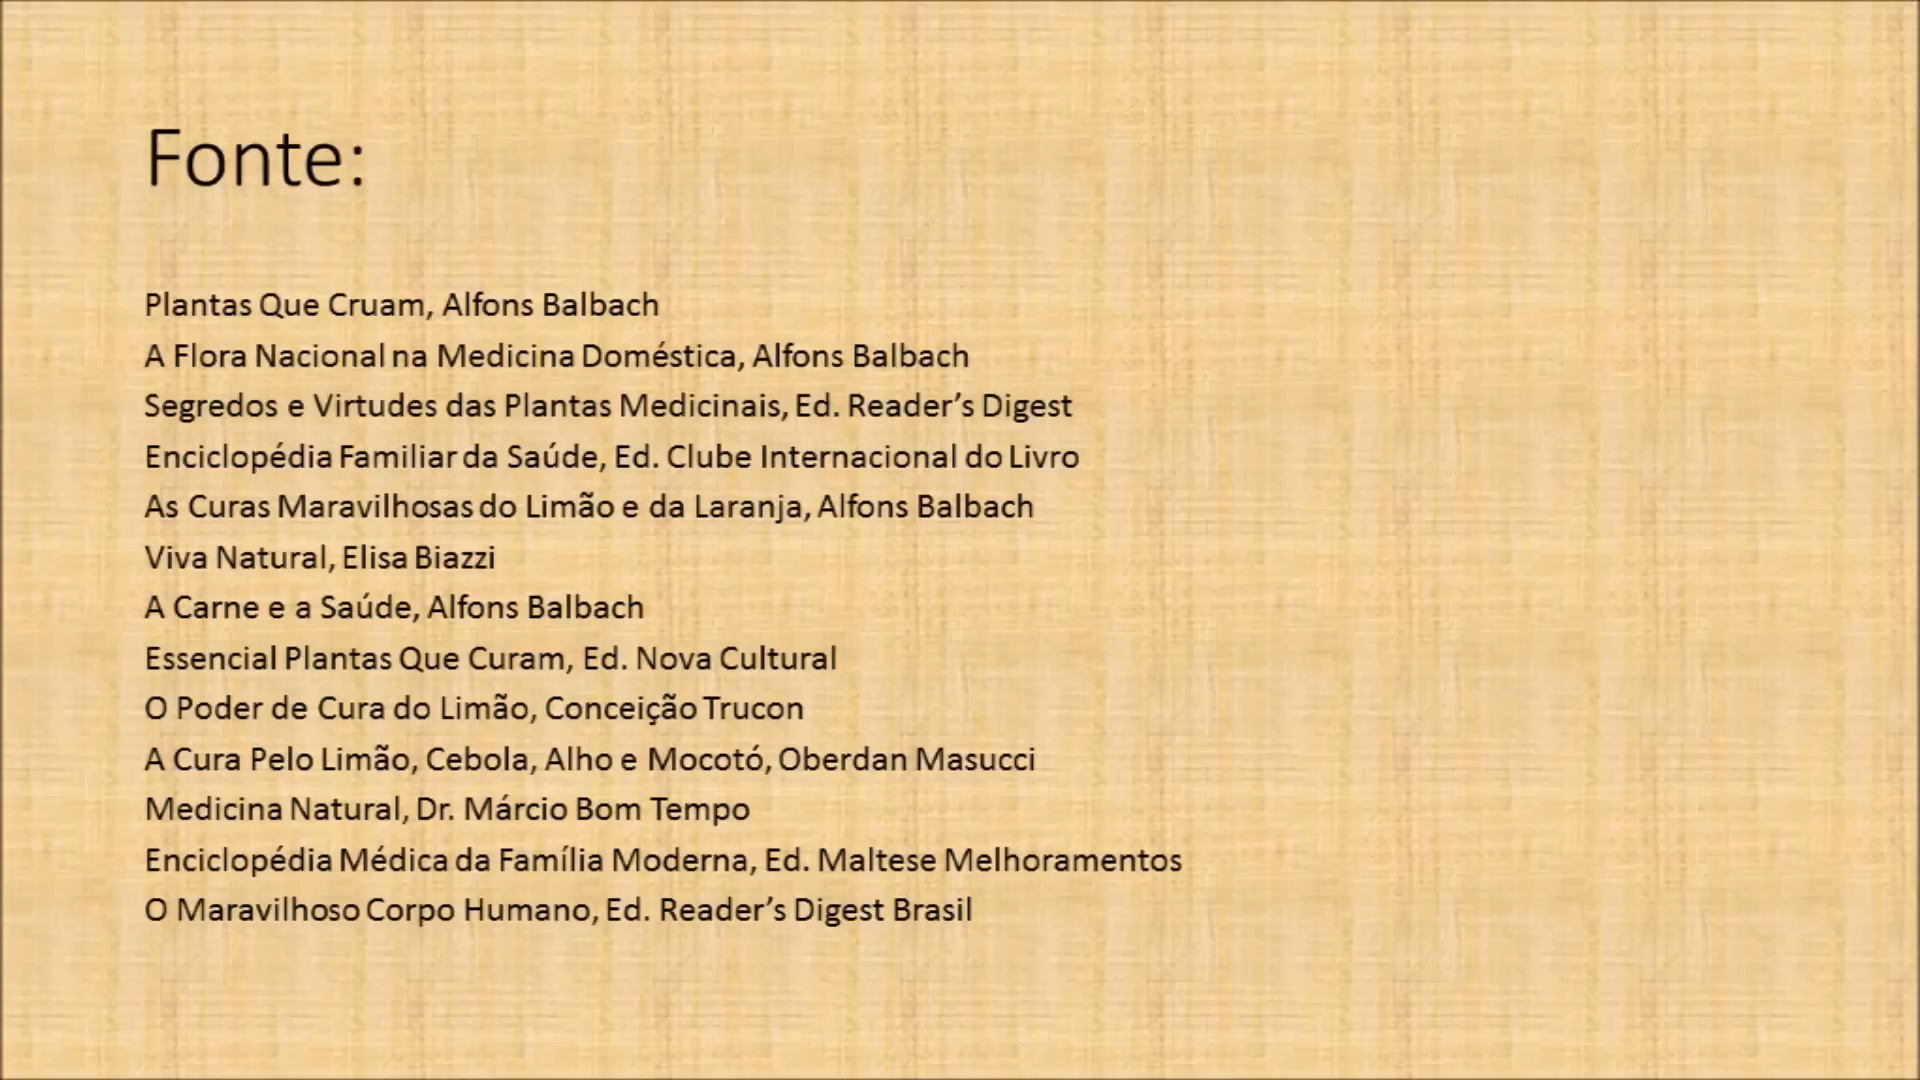 Fonte:
Plantas Que Cruam, Alfons Balbach
A Flora Nacional na Medicina Doméstica, Alfons Balbach
Segredos e Virtudes das Plantas Medicinais, Ed. Reader’s Digest
Enciclopédia Familiar da Saúde, Ed. Clube Internacional do Livro
As Curas Maravilhosas do Limão e da Laranja, Alfons Balbach
Viva Natural, Elisa Biazzi
A Carne e a Saúde, Alfons Balbach
Essencial Plantas Que Curam, Ed. Nova Cultural
O Poder de Cura do Limão, Conceição Trucon
A Cura Pelo Limão, Cebola, Alho e Mocotó, Oberdan Masucci
Medicina Natural, Dr. Márcio Bom Tempo
Enciclopédia Médica da Família Moderna, Ed. Maltese Melhoramentos
O Maravilhoso Corpo Humano, Ed. Reader’s Digest Brasil